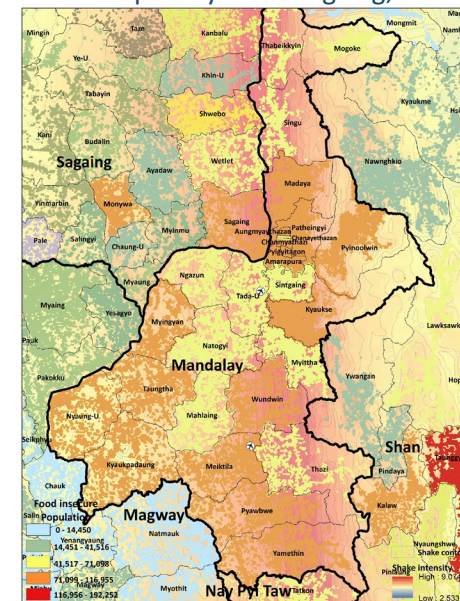 Mongmit
Mingin
Taze
Kanbalu
Thabeikkyin
Mogoke
Ye-U
Khin-U
Kyaukme
Tabayin
Shwebo
Singu
Kani
Budalin
Nawnghkio
Sagaing
Ayadaw
Wetlet
Madaya
Yinmarbin
Monywa
Sagaing
Patheingyi
Aungmyaythazan
Chanayethazan
Chanmyathazi
Pale
Salingyi
Myinmu
Chaung-U
Pyigyitagon
Pyinoolwin
Amarapura
Ngazun
Myaung
Sintgaing
Tada-U
Myaing
Yesagyo
Myingyan
Kyaukse
Lawksawk
Pauk
Natogyi
Myittha
Mandalay
Pakokku
Ywangan
Taungtha
Wundwin
Nyaung-U
Mahlaing
Seikphyu
Shan
Kyaukpadaung
Meiktila
Thazi
Pindaya
Chauk
Kalaw
Food insecure
Population
Magway
Pyawbwe
0 - 14,450
Natmauk
Yenangyaung
14,451 - 41,516
Yamethin
Nyaungshwe
41,517 - 71,098
Shake intensity
71,099 - 116,955
Magway
Myothit
Nay Pyi Taw
Tatkon
116,956 - 192,252
Low : 2.533